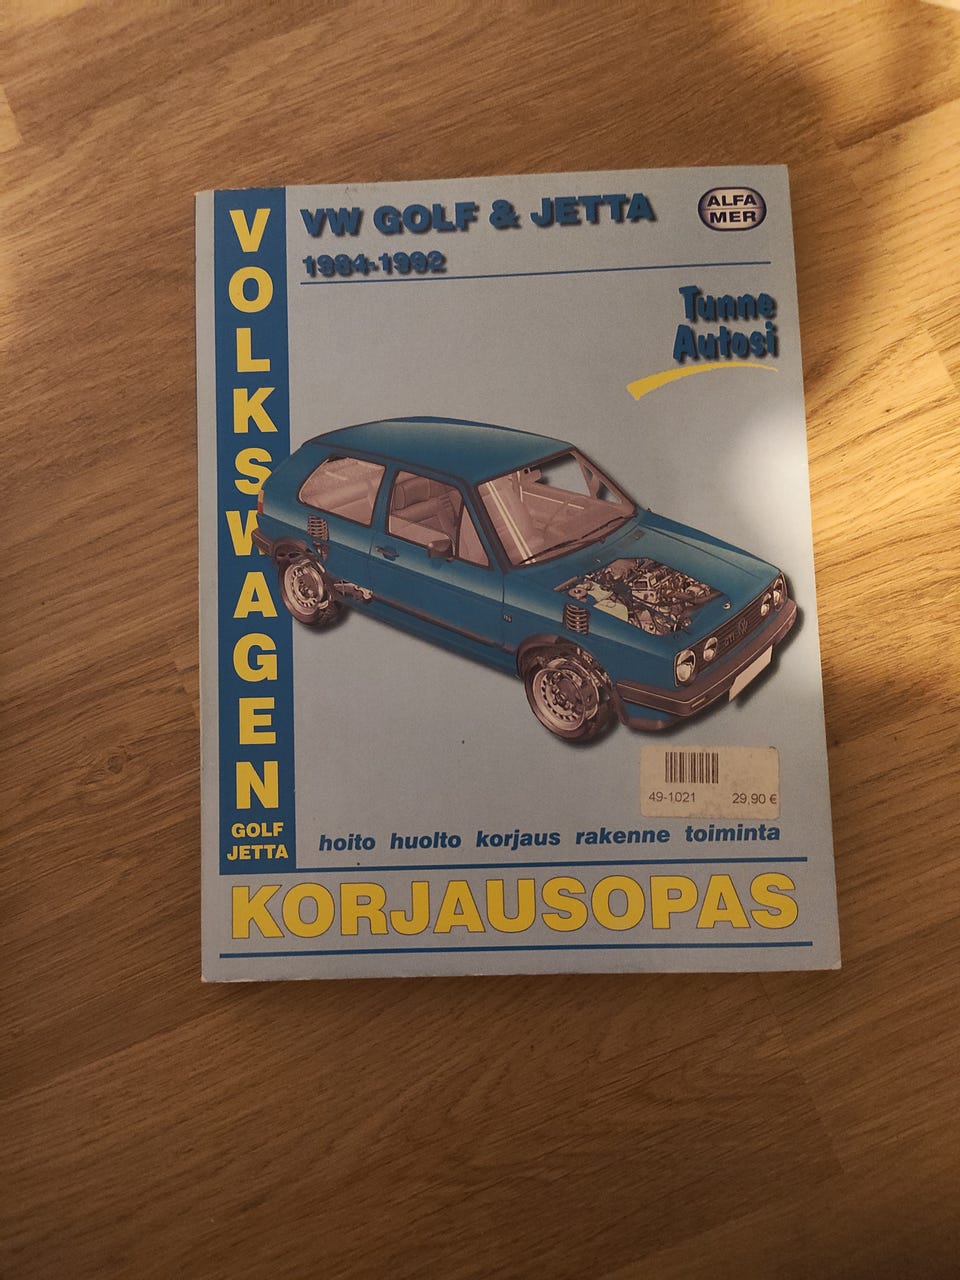 VOLKSWAGEN
GOLF
JETTA
VW GOLF & JETTA
1984-1992
ALFA
MER
Tunne
Autosi
49-1021 29,90 €
hoito huolto korjaus rakenne toiminta
KORJAUSOPAS